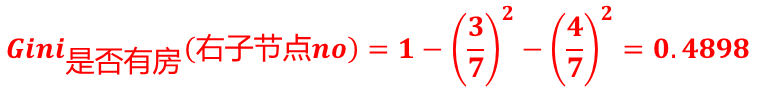 Gini是否有房(右子节点no) = 1 − (3/7)² − (4/7)² = 0.4898